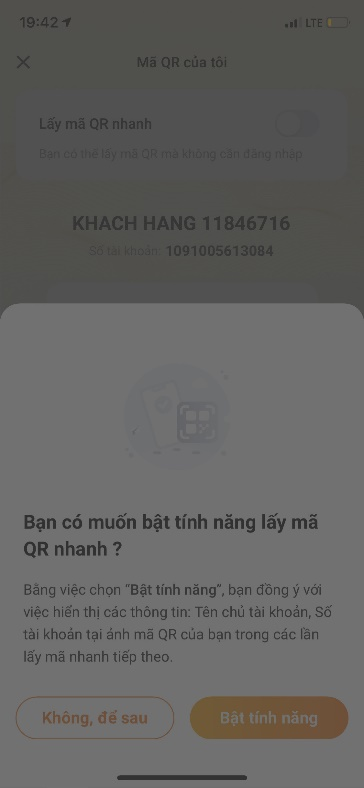 19:42
LTE
Mã QR của tôi
Lấy mã QR nhanh
Bạn có thể lấy mã QR mà không cần đăng nhập
KHACH HANG 11846716
Số tài khoản: 1091005613084
Bạn có muốn bật tính năng lấy mã
QR nhanh ?
Bằng việc chọn “Bật tính năng”, bạn đồng ý với
việc hiển thị các thông tin: Tên chủ tài khoản, Số
tài khoản tại ảnh mã QR của bạn trong các lần
lấy mã nhanh tiếp theo.
Không, để sau
Bật tính năng